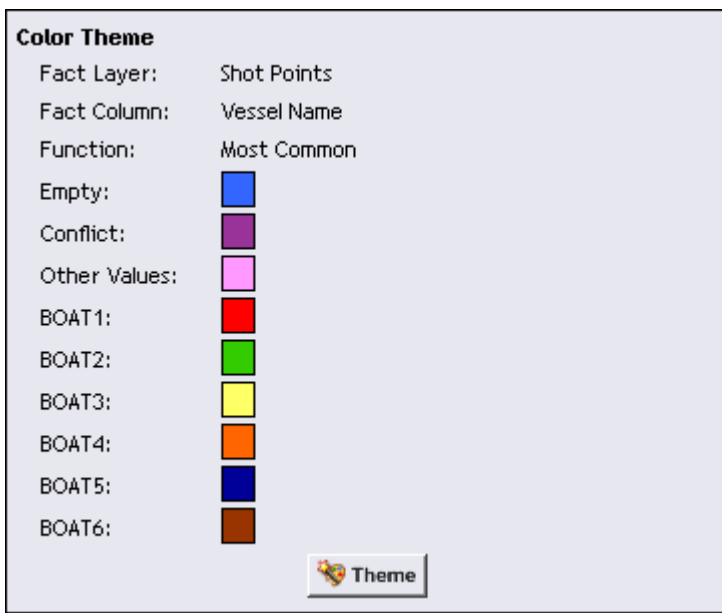 Color Theme
Fact Layer: Shot Points
Fact Column: Vessel Name
Function: Most Common
Empty:
Conflict:
Other Values:
BOAT1:
BOAT2:
BOAT3:
BOAT4:
BOAT5:
BOAT6:
Theme